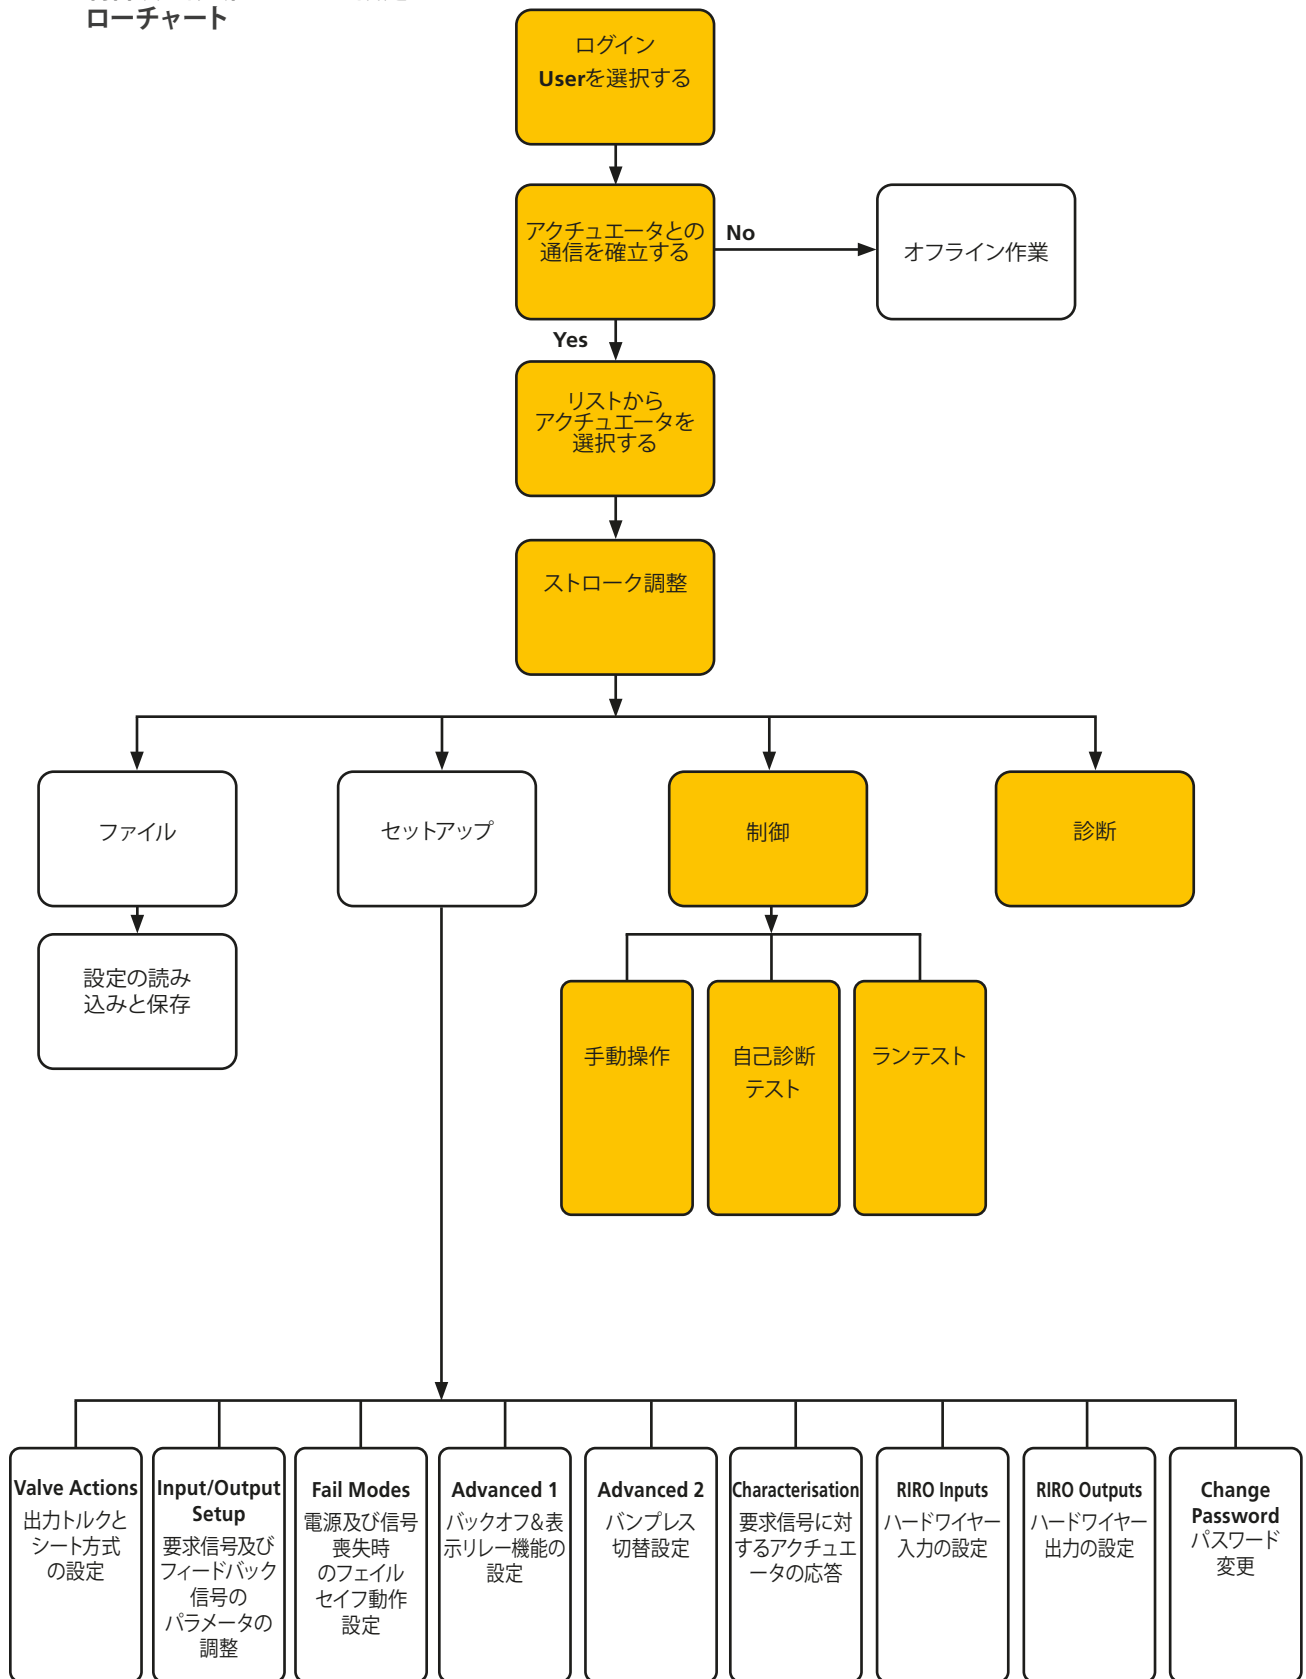 ローチャート
ログイン
Userを選択する
アクチュエータとの
通信を確立する
No
オフライン作業
Yes
リストから
アクチュエータを
選択する
ストローク調整
ファイル
セットアップ
制御
診断
設定の読み
込みと保存
手動操作
自己診断
テスト
ランテスト
Valve Actions
出力トルクと
シート方式
の設定
Input/Output
Setup
要求信号及び
フィードバック
信号の
パラメータの
調整
Fail Modes
電源及び信号
喪失時
のフェイル
セイフ動作
設定
Advanced 1
バックオフ&表
示リレー機能の
設定
Advanced 2
バンプレス
切替設定
Characterisation
要求信号に対
するアクチュエ
ータの応答
RIRO Inputs
ハードワイヤー
入力の設定
RIRO Outputs
ハードワイヤー
出力の設定
Change
Password
パスワード
変更